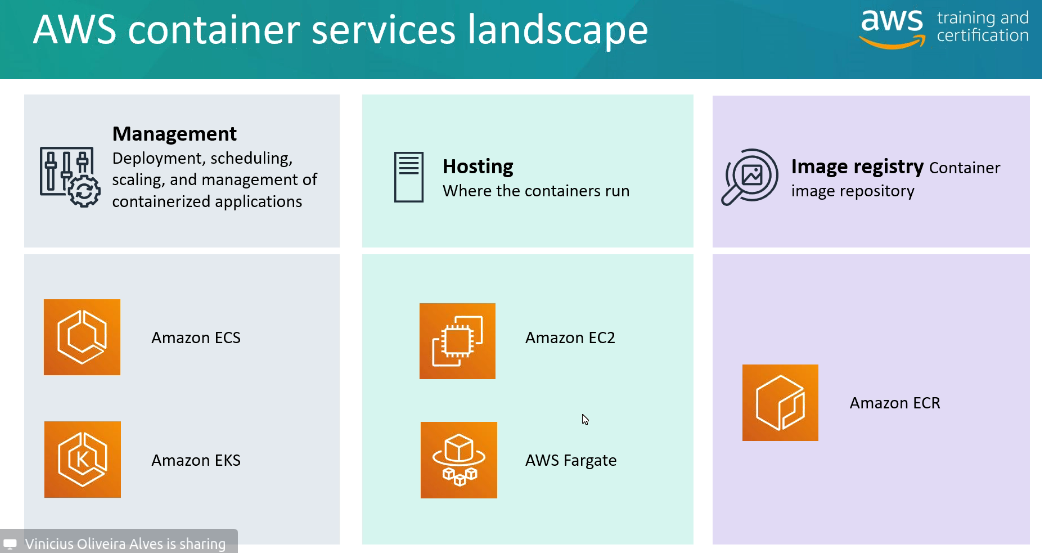 AWS container services landscape
aws training and
certification
Management
Deployment, scheduling,
scaling, and management of
containerized applications
Hosting
Where the containers run
Image registry Container
image repository
Amazon ECS
Amazon EKS
K
Amazon EC2
AWS Fargate
Amazon ECR
Vinicius Oliveira Alves is sharing